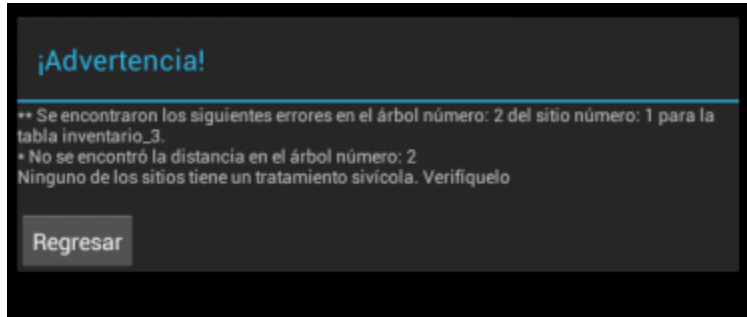 ¡Advertencia!
** Se encontraron los siguientes errores en el árbol número: 2 del sitio número: 1 para la
tabla inventario_3.
* No se encontró la distancia en el árbol número: 2
Ninguno de los sitios tiene un tratamiento sivícola. Verifíquelo
Regresar